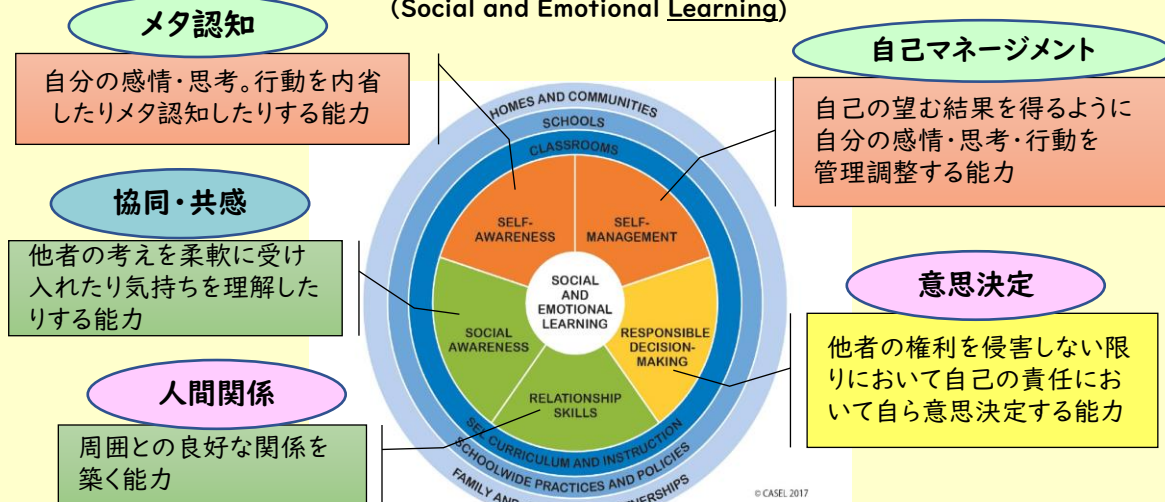 (Social and Emotional Learning)
メタ認知
自分の感情・思考。行動を内省
したりメタ認知したりする能力
自己マネージメント
自己の望む結果を得るように
自分の感情・思考・行動を
管理調整する能力
協同・共感
他者の考えを柔軟に受け
入れたり気持ちを理解した
りする能力
意思決定
他者の権利を侵害しない限
りにおいて自己の責任にお
いて自ら意思決定する能力
人間関係
周囲との良好な関係を
築く能力
HOMES AND COMMUNITIES
SCHOOLS
CLASSROOMS
SELF-
AWARENESS
SELF-
MANAGEMENT
SOCIAL
AND
EMOTIONAL
LEARNING
SOCIAL
AWARENESS
RESPONSIBLE
DECISION-
MAKING
RELATIONSHIP
SKILLS
SEL CURRICULUM AND INSTRUCTION
SCHOOLWIDE PRACTICES AND POLICIES
FAMILY AND
© CASEL 2017